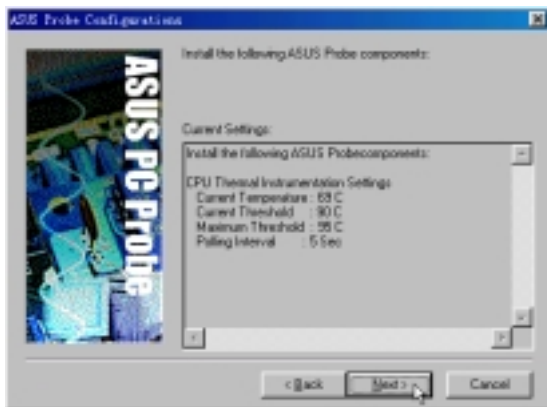 ASUS Probe Configurations
ASUS PC Probe
Install the following ASUS Probe components:
Current Settings:
Install the following ASUS Probecomponents:
CPU Thermal Instrumentation Settings
Current Temperature : 69 C
Current Threshold : 90 C
Maximum Threshold : 95 C
Polling Interval : 5 Sec
< Back
Next >
Cancel